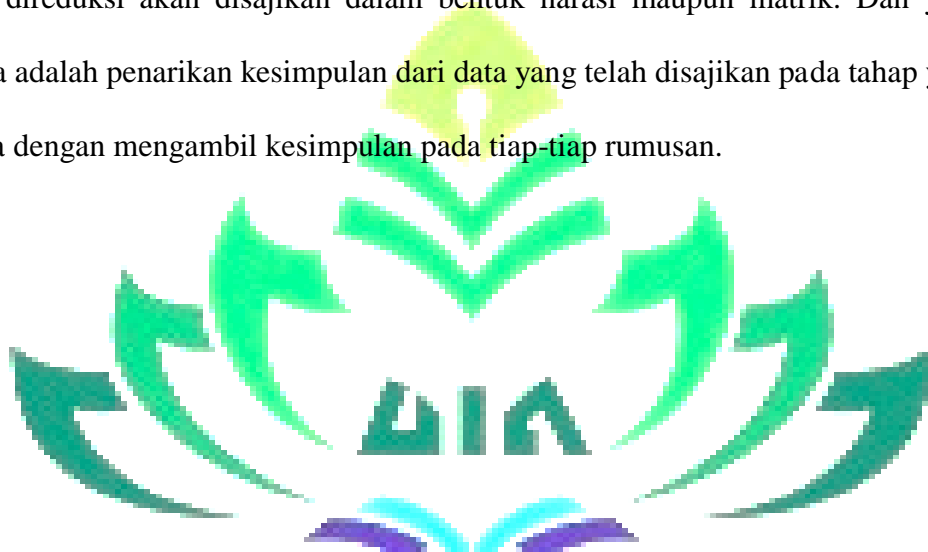 direduksi akan disajikan dalam bentuk narasi maupun matrik. Dan y
a adalah penarikan kesimpulan dari data yang telah disajikan pada tahap y
a dengan mengambil kesimpulan pada tiap-tiap rumusan.